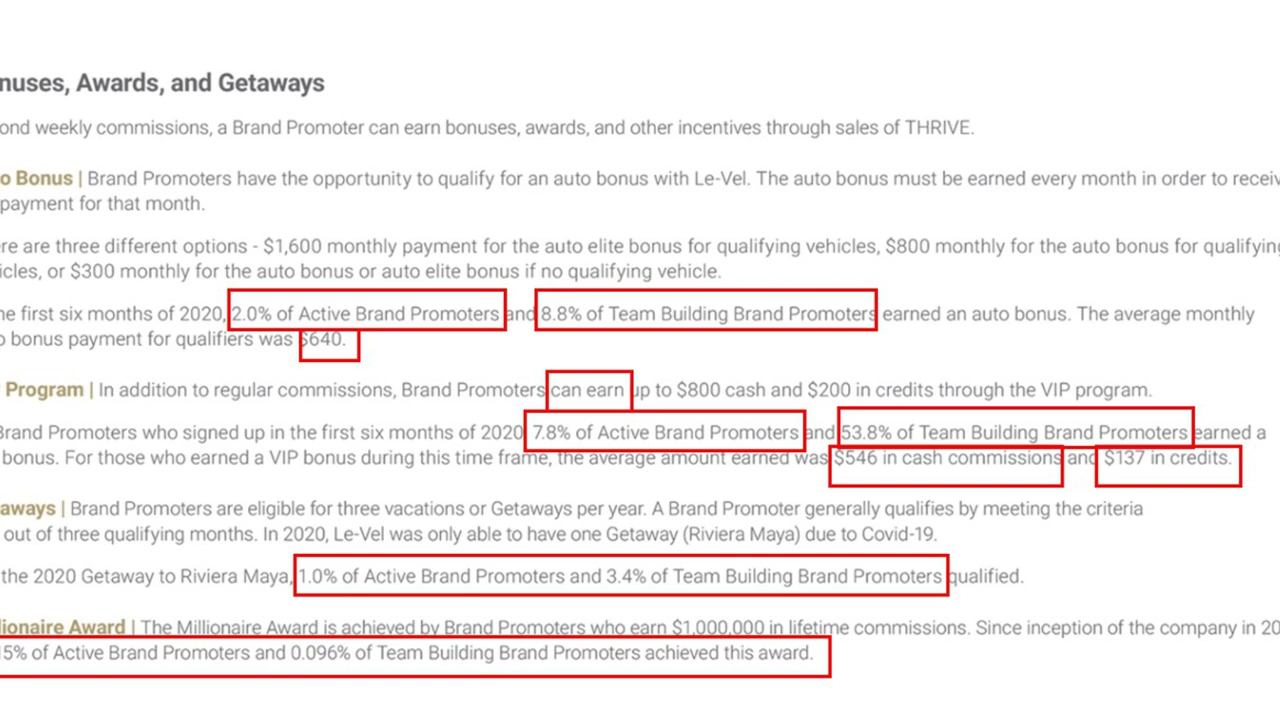 nuses, Awards, and Getaways
ond weekly commissions, a Brand Promoter can earn bonuses, awards, and other incentives through sales of THRIVE.
o Bonus | Brand Promoters have the opportunity to qualify for an auto bonus with Le-Vel. The auto bonus must be earned every month in order to receiv
payment for that month.
re are three different options - $1,600 monthly payment for the auto elite bonus for qualifying vehicles, $800 monthly for the auto bonus for qualifying
icles, or $300 monthly for the auto bonus or auto elite bonus if no qualifying vehicle.
he first six months of 2020, 2.0% of Active Brand Promoters and 8.8% of Team Building Brand Promoters earned an auto bonus. The average monthly
o bonus payment for qualifiers was $640.
Program | In addition to regular commissions, Brand Promoters can earn up to $800 cash and $200 in credits through the VIP program.
Brand Promoters who signed up in the first six months of 2020, 7.8% of Active Brand Promoters and 53.8% of Team Building Brand Promoters earned a
bonus. For those who earned a VIP bonus during this time frame, the average amount earned was $546 in cash commissions and $137 in credits.
aways | Brand Promoters are eligible for three vacations or Getaways per year. A Brand Promoter generally qualifies by meeting the criteria
out of three qualifying months. In 2020, Le-Vel was only able to have one Getaway (Riviera Maya) due to Covid-19.
the 2020 Getaway to Riviera Maya, 1.0% of Active Brand Promoters and 3.4% of Team Building Brand Promoters qualified.
lionaire Award | The Millionaire Award is achieved by Brand Promoters who earn $1,000,000 in lifetime commissions. Since inception of the company in 20
15% of Active Brand Promoters and 0.096% of Team Building Brand Promoters achieved this award.